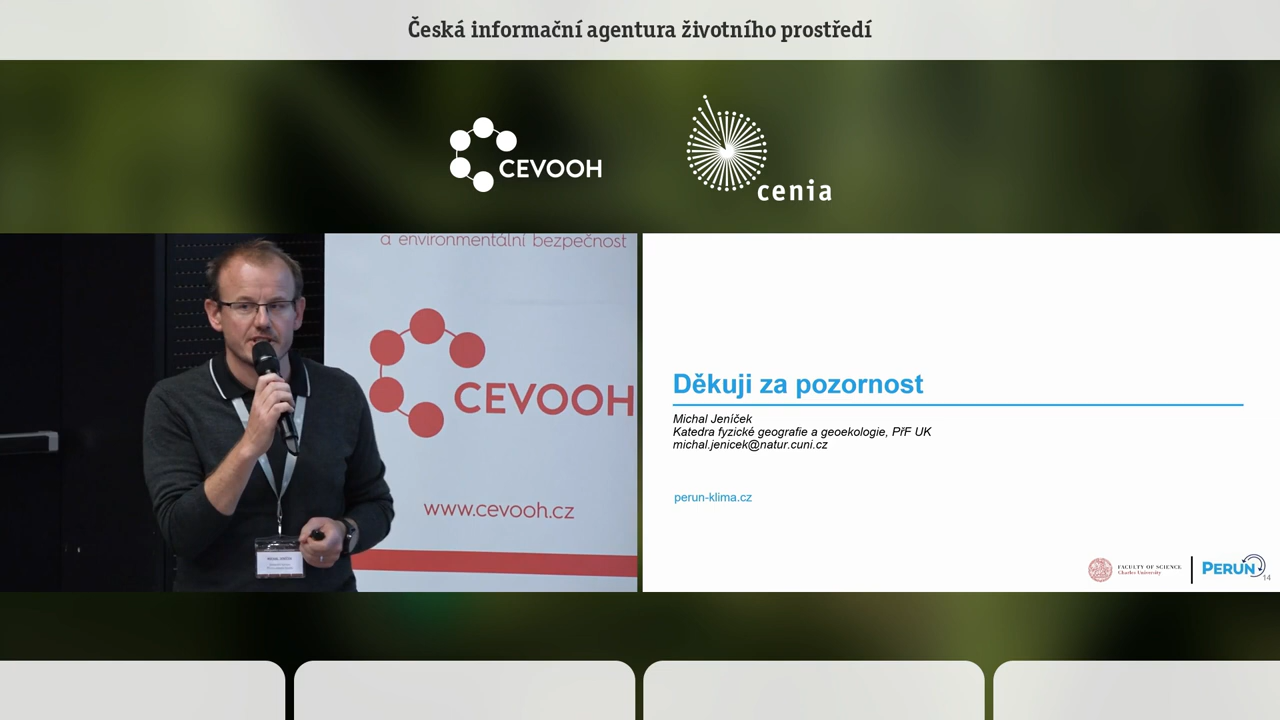 Česká informační agentura životního prostředí
CEVOOH
cenia
a environmentální bezpečnost
CEVOOH
www.cevooh.cz
MICHAL JENÍČEK
Děkuji za pozornost
Michal Jeníček
Katedra fyzické geografie a geoekologie, PřF UK
michal.jenicek@natur.cuni.cz
perun-klima.cz
FACULTY OF SCIENCE
Charles University
PERUN
14